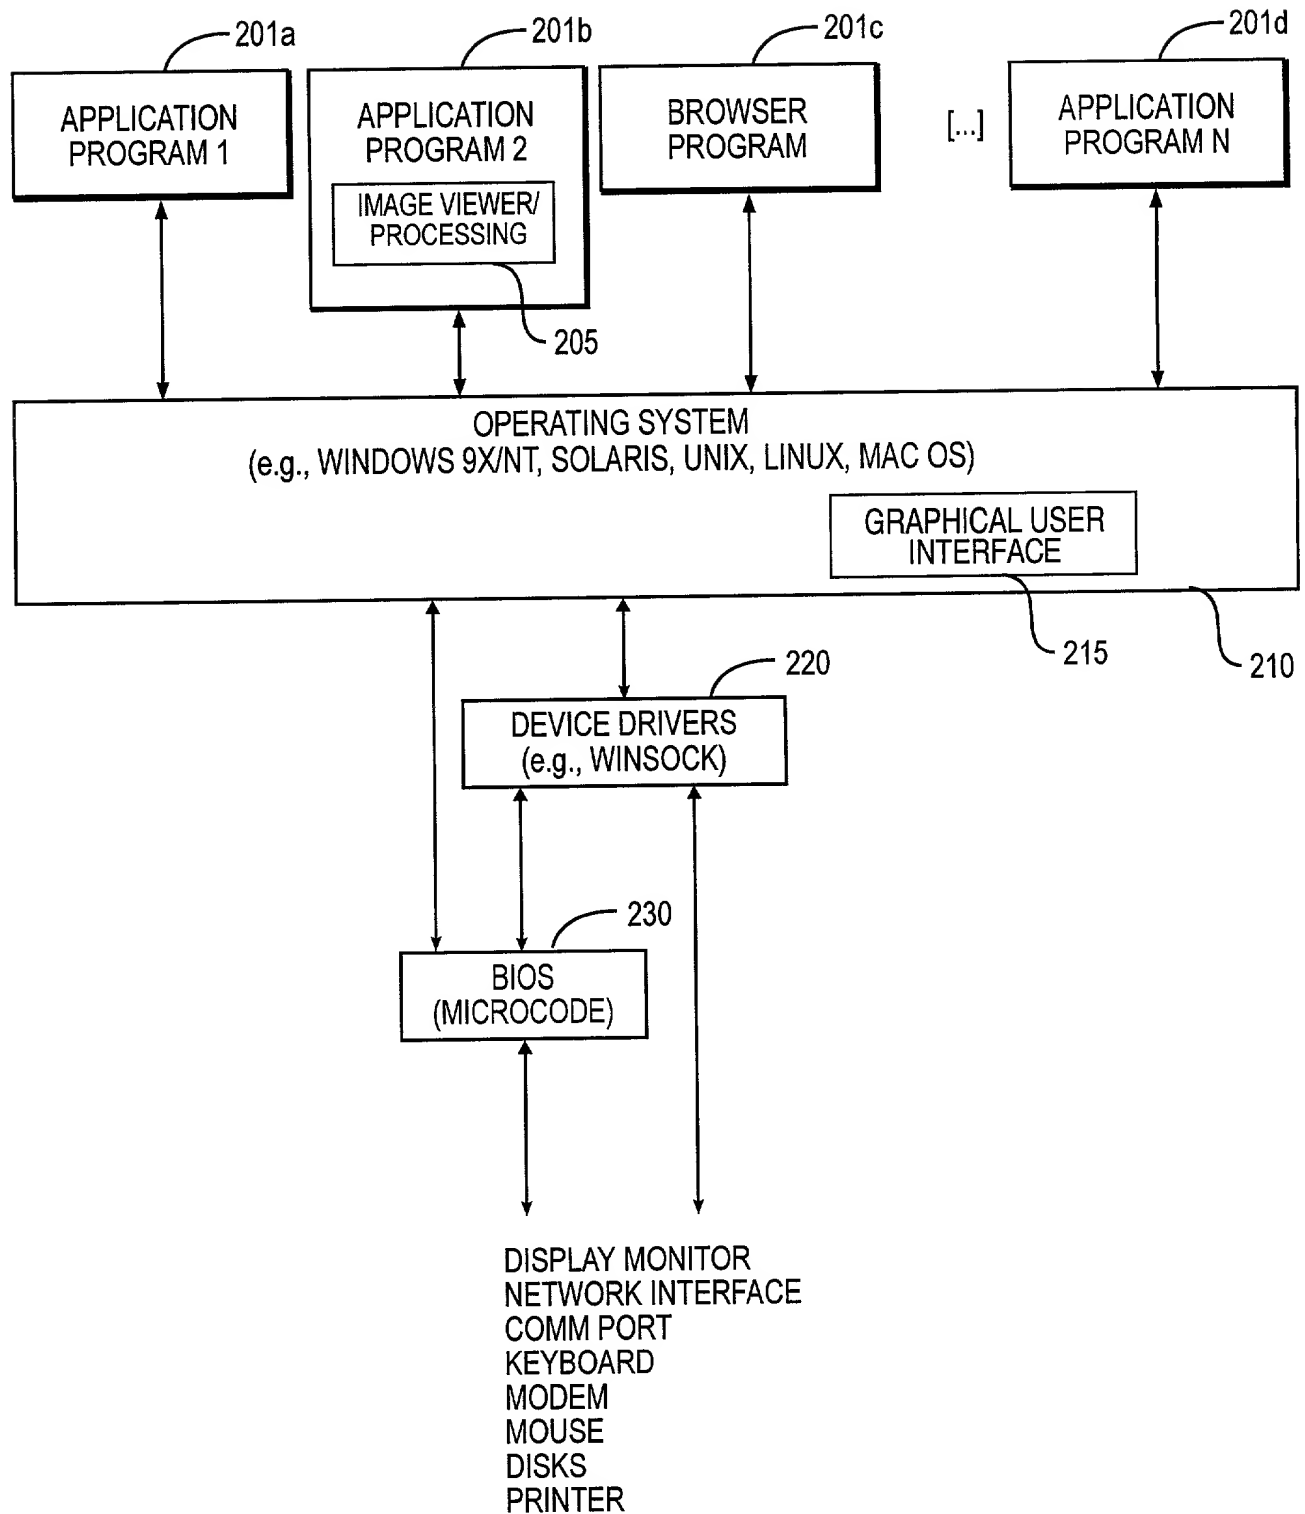 201a
201b
201c
201d
APPLICATION
PROGRAM 1
APPLICATION
PROGRAM 2
IMAGE VIEWER/
PROCESSING
BROWSER
PROGRAM
[...]
APPLICATION
PROGRAM N
205
OPERATING SYSTEM
(e.g., WINDOWS 9X/NT, SOLARIS, UNIX, LINUX, MAC OS)
GRAPHICAL USER
INTERFACE
215
210
220
DEVICE DRIVERS
(e.g., WINSOCK)
230
BIOS
(MICROCODE)
DISPLAY MONITOR
NETWORK INTERFACE
COMM PORT
KEYBOARD
MODEM
MOUSE
DISKS
PRINTER